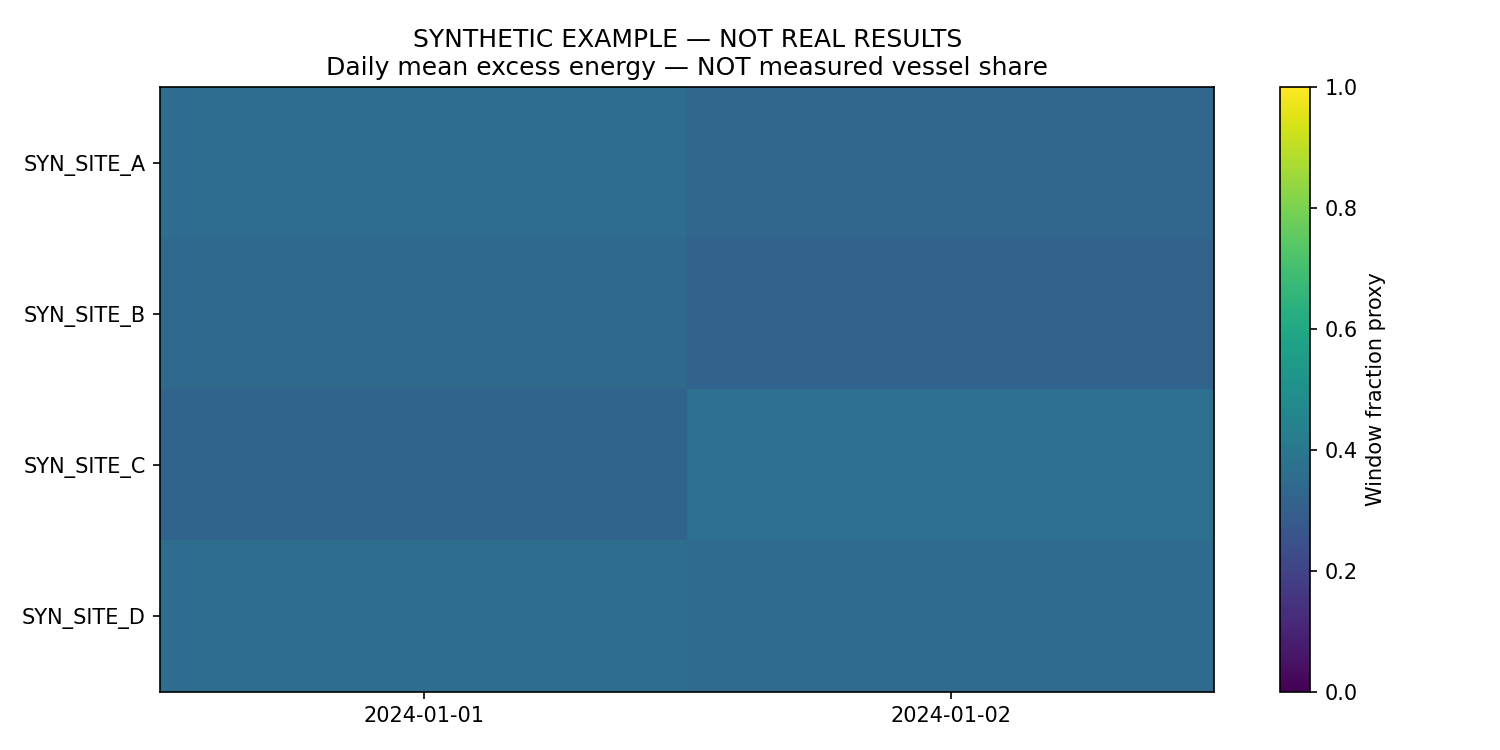 SYNTHETIC EXAMPLE — NOT REAL RESULTS
Daily mean excess energy — NOT measured vessel share
SYN_SITE_A
SYN_SITE_B
SYN_SITE_C
SYN_SITE_D
2024-01-01
2024-01-02
1.0
0.8
0.6
0.4
0.2
0.0
Window fraction proxy